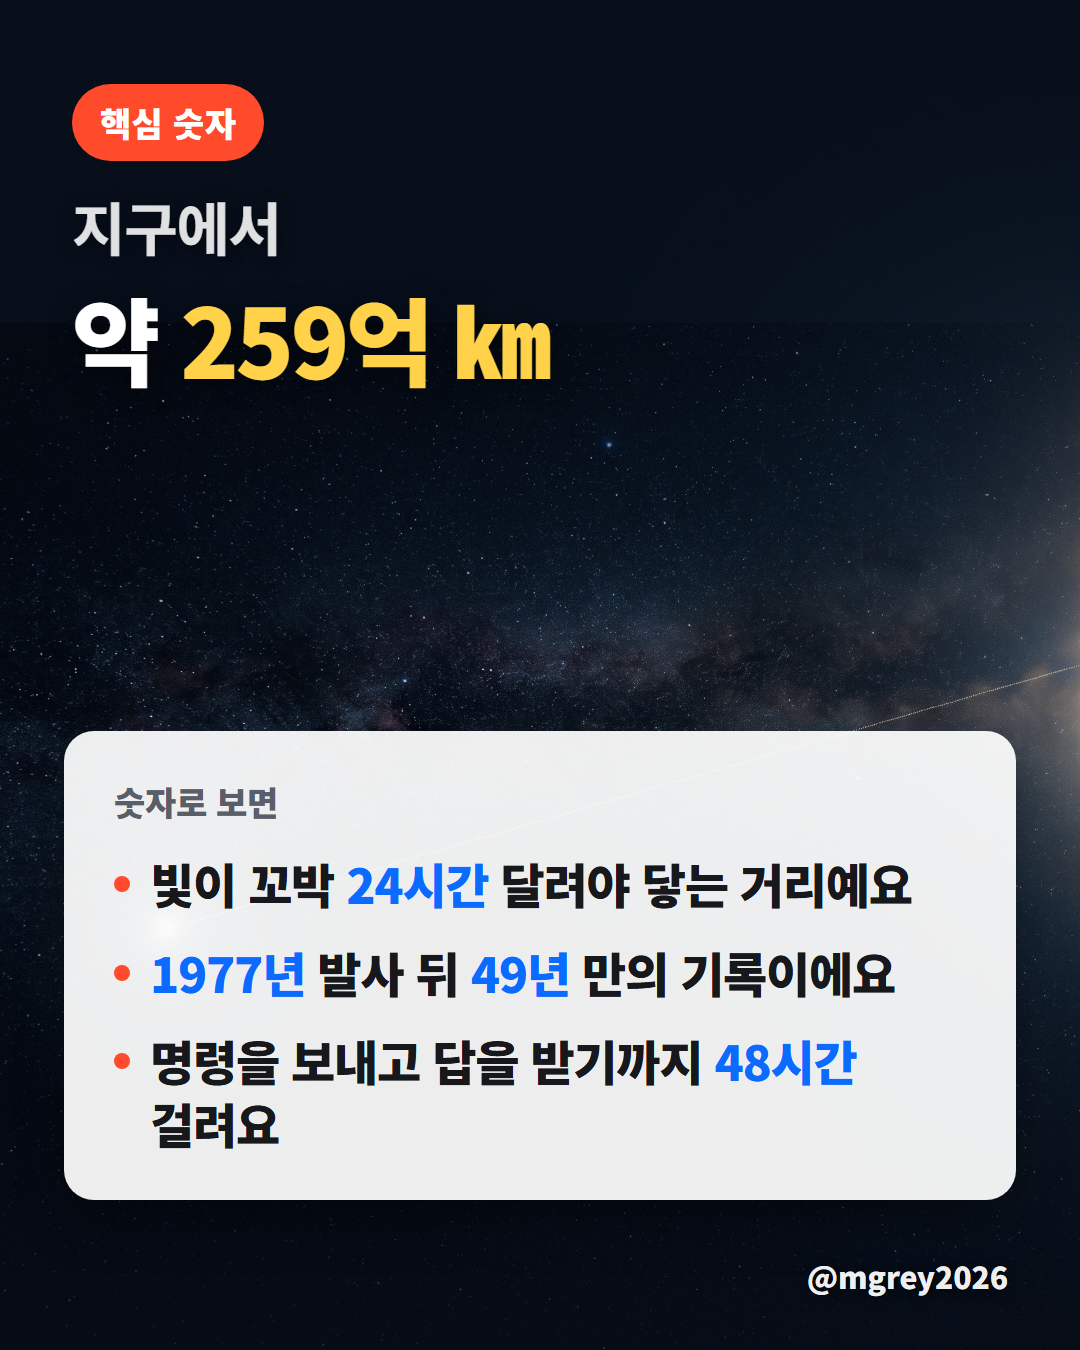 핵심 숫자
지구에서
약 259억 ㎞
숫자로 보면
빛이 꼬박 24시간 달려야 닿는 거리예요
1977년 발사 뒤 49년 만의 기록이에요
명령을 보내고 답을 받기까지 48시간
걸려요
@mgrey2026